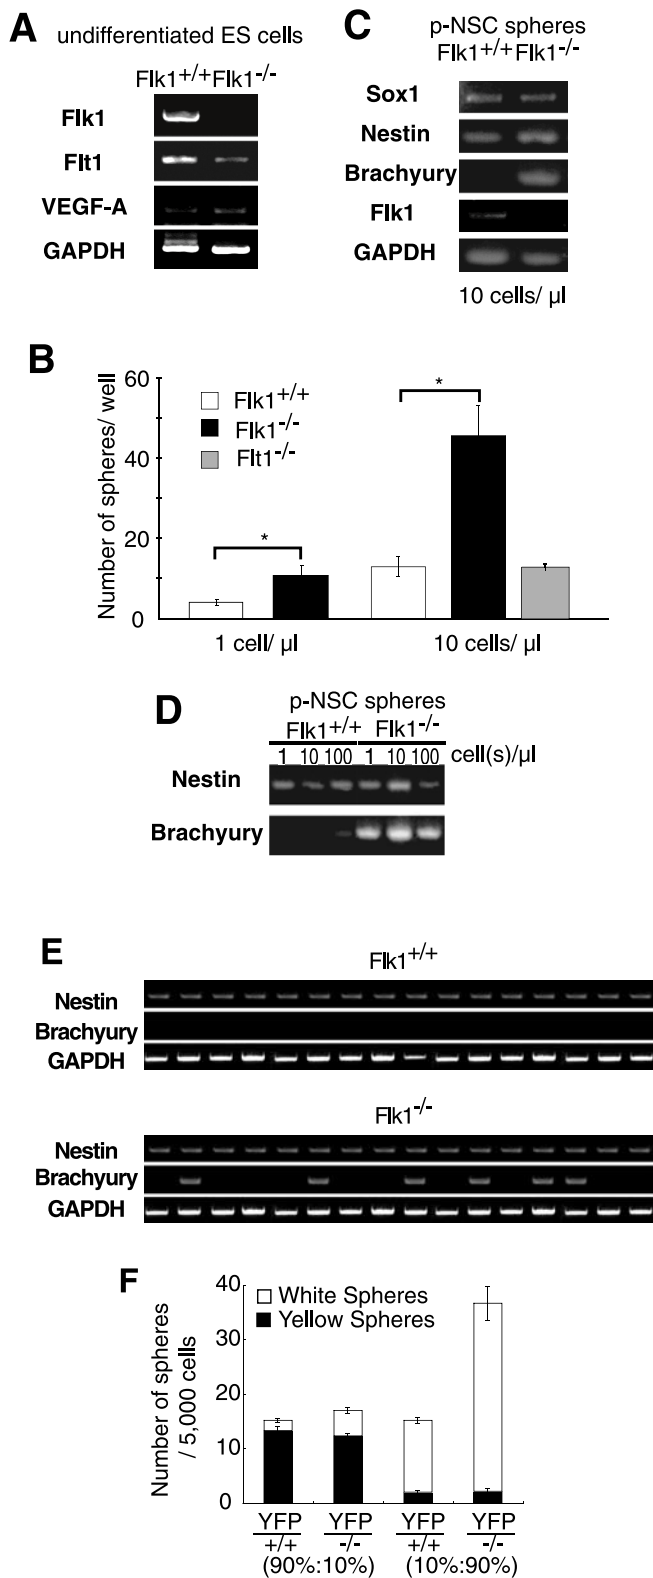 A
undifferentiated ES cells
Flk1+/+ Flk1-/-
Flk1
Flt1
VEGF-A
GAPDH
C
p-NSC spheres
Flk1+/+ Flk1-/-
Sox1
Nestin
Brachyury
Flk1
GAPDH
10 cells/ µl
B
Number of spheres/ well
60
40
20
0
Flk1+/+
Flk1-/-
Flt1-/-
*
*
1 cell/ µl
10 cells/ µl
D
p-NSC spheres
Flk1+/+ Flk1-/-
1 10 100 1 10 100 cell(s)/µl
Nestin
Brachyury
E
Flk1+/+
Nestin
Brachyury
GAPDH
Flk1-/-
Nestin
Brachyury
GAPDH
F
Number of spheres
/ 5,000 cells
40
30
20
10
0
White Spheres
Yellow Spheres
YFP YFP YFP YFP
+/+ -/- +/+ -/-
(90%:10%) (10%:90%)